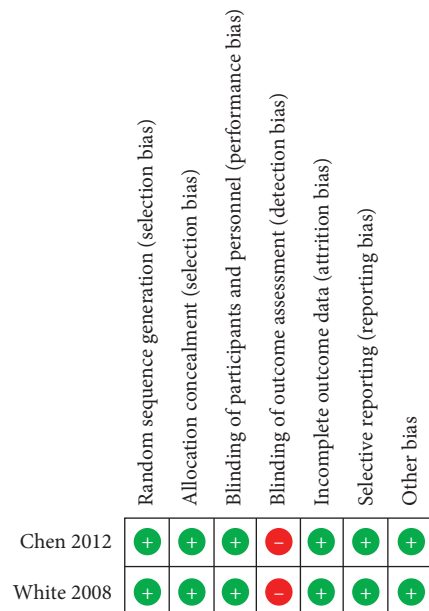 Random sequence generation (selection bias)
Allocation concealment (selection bias)
Blinding of participants and personnel (performance bias)
Blinding of outcome assessment (detection bias)
Incomplete outcome data (attrition bias)
Selective reporting (reporting bias)
Other bias
Chen 2012 + + + – + + +
White 2008 + + + – + + +